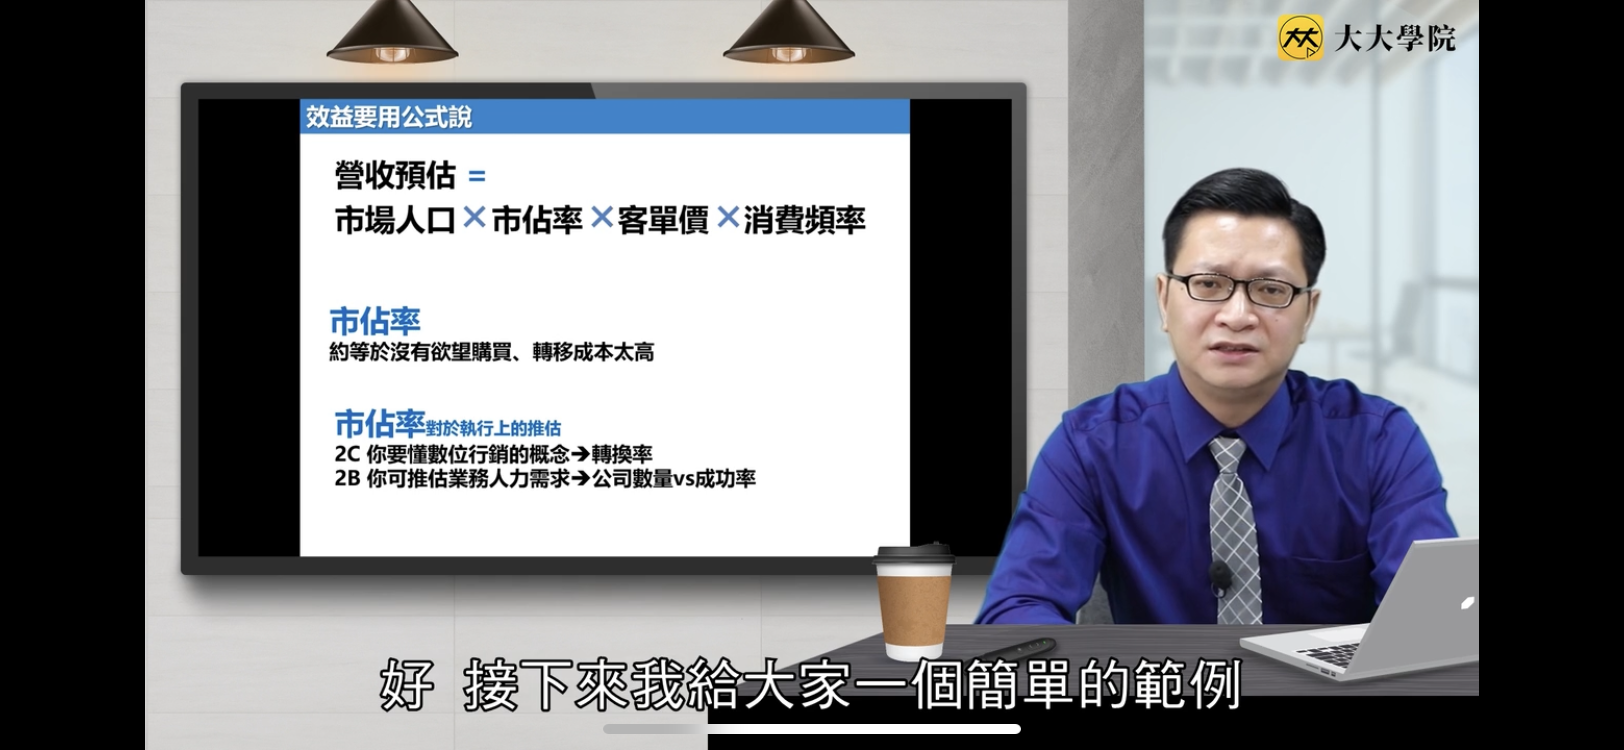 大大學院
效益要用公式說
營收預估 =
市場人口×市佔率×客單價×消費頻率
市佔率
約等於沒有欲望購買、轉移成本太高
市佔率對於執行上的推估
2C 你要懂數位行銷的概念→轉換率
2B 你可推估業務人力需求→公司數量vs成功率
好 接下來我給大家一個簡單的範例